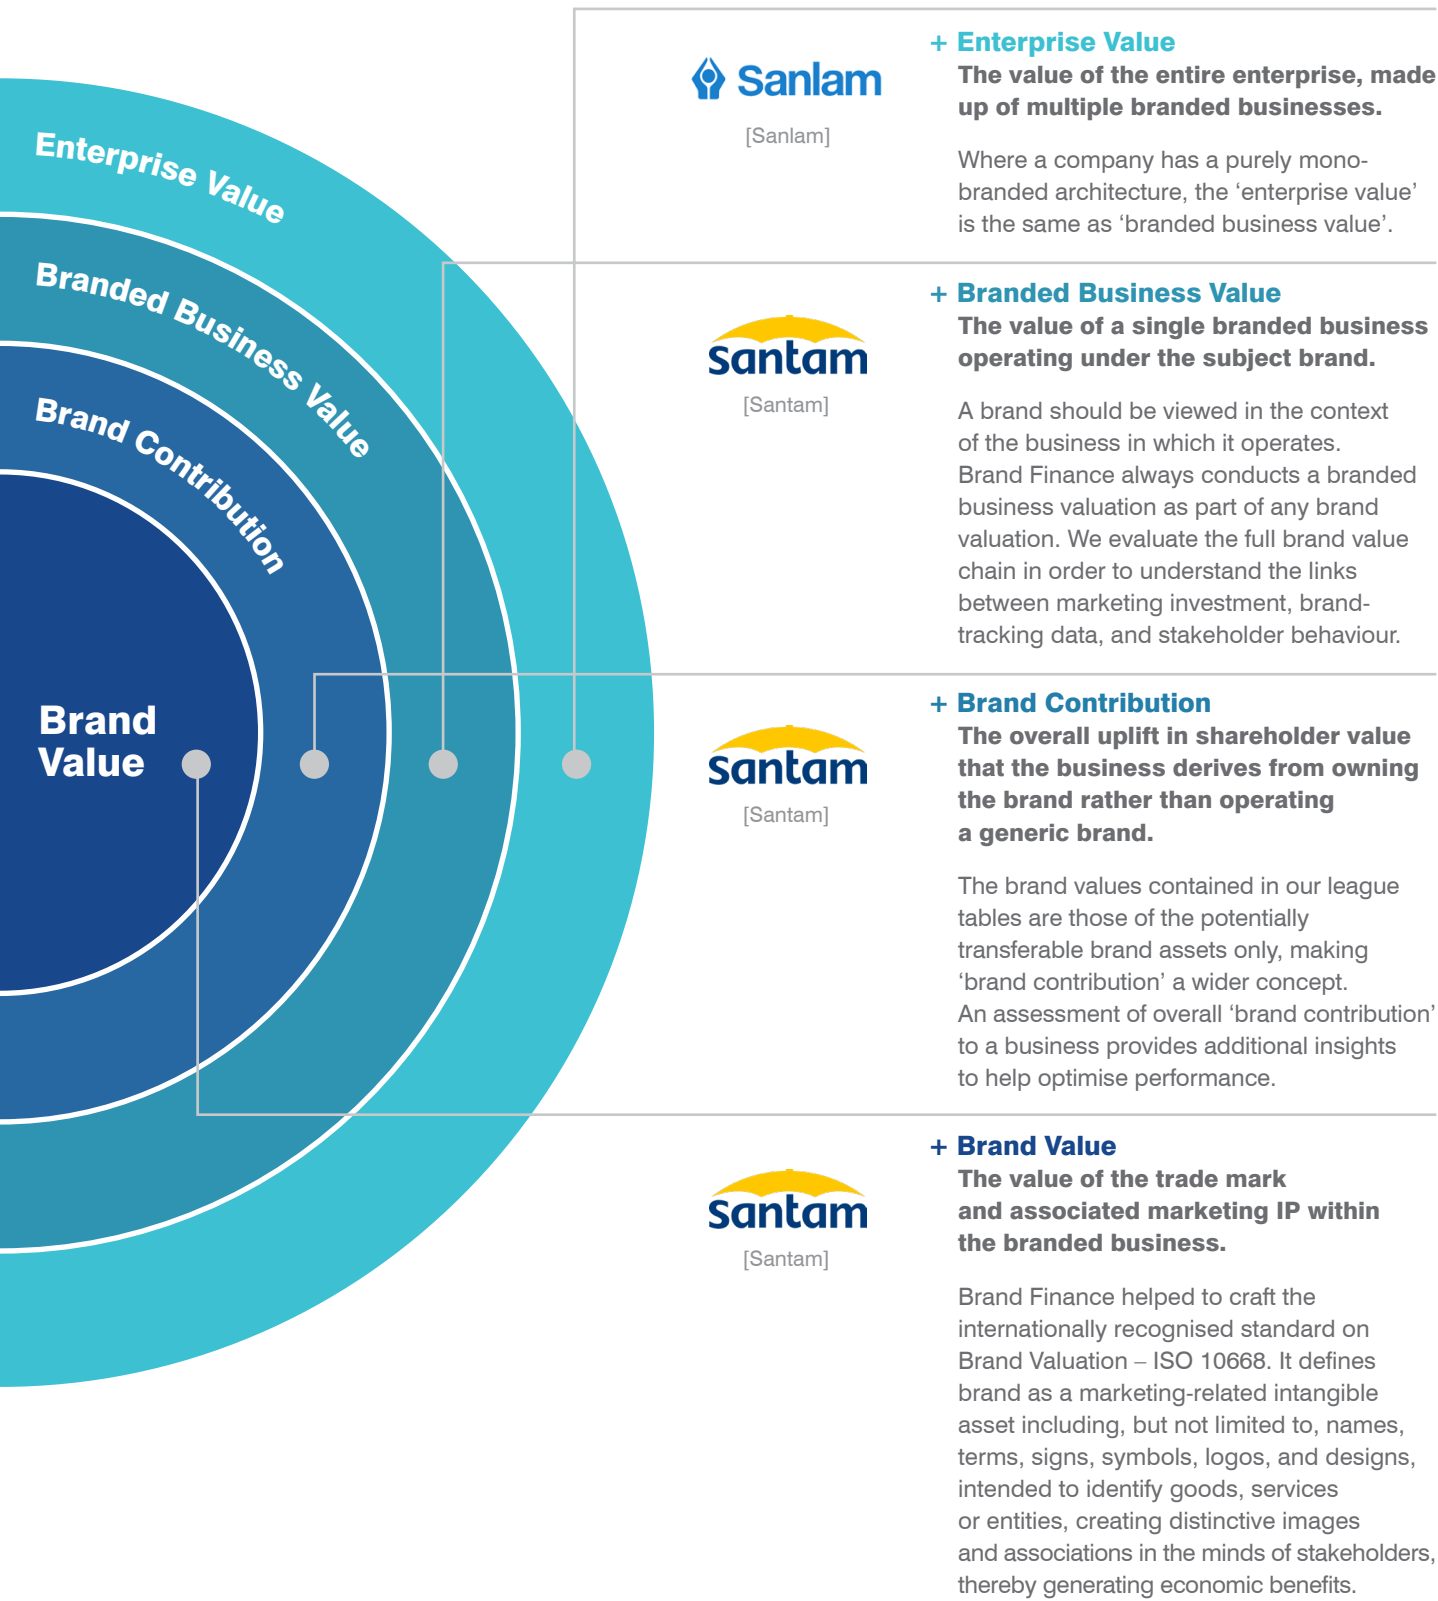 Enterprise Value
Branded Business Value
Brand Contribution
Brand
Value
Sanlam
[Sanlam]
+ Enterprise Value
The value of the entire enterprise, made
up of multiple branded businesses.
Where a company has a purely mono-
branded architecture, the ‘enterprise value’
is the same as ‘branded business value’.
santam
[Santam]
+ Branded Business Value
The value of a single branded business
operating under the subject brand.
A brand should be viewed in the context
of the business in which it operates.
Brand Finance always conducts a branded
business valuation as part of any brand
valuation. We evaluate the full brand value
chain in order to understand the links
between marketing investment, brand-
tracking data, and stakeholder behaviour.
santam
[Santam]
+ Brand Contribution
The overall uplift in shareholder value
that the business derives from owning
the brand rather than operating
a generic brand.
The brand values contained in our league
tables are those of the potentially
transferable brand assets only, making
‘brand contribution’ a wider concept.
An assessment of overall ‘brand contribution’
to a business provides additional insights
to help optimise performance.
santam
[Santam]
+ Brand Value
The value of the trade mark
and associated marketing IP within
the branded business.
Brand Finance helped to craft the
internationally recognised standard on
Brand Valuation – ISO 10668. It defines
brand as a marketing-related intangible
asset including, but not limited to, names,
terms, signs, symbols, logos, and designs,
intended to identify goods, services
or entities, creating distinctive images
and associations in the minds of stakeholders,
thereby generating economic benefits.